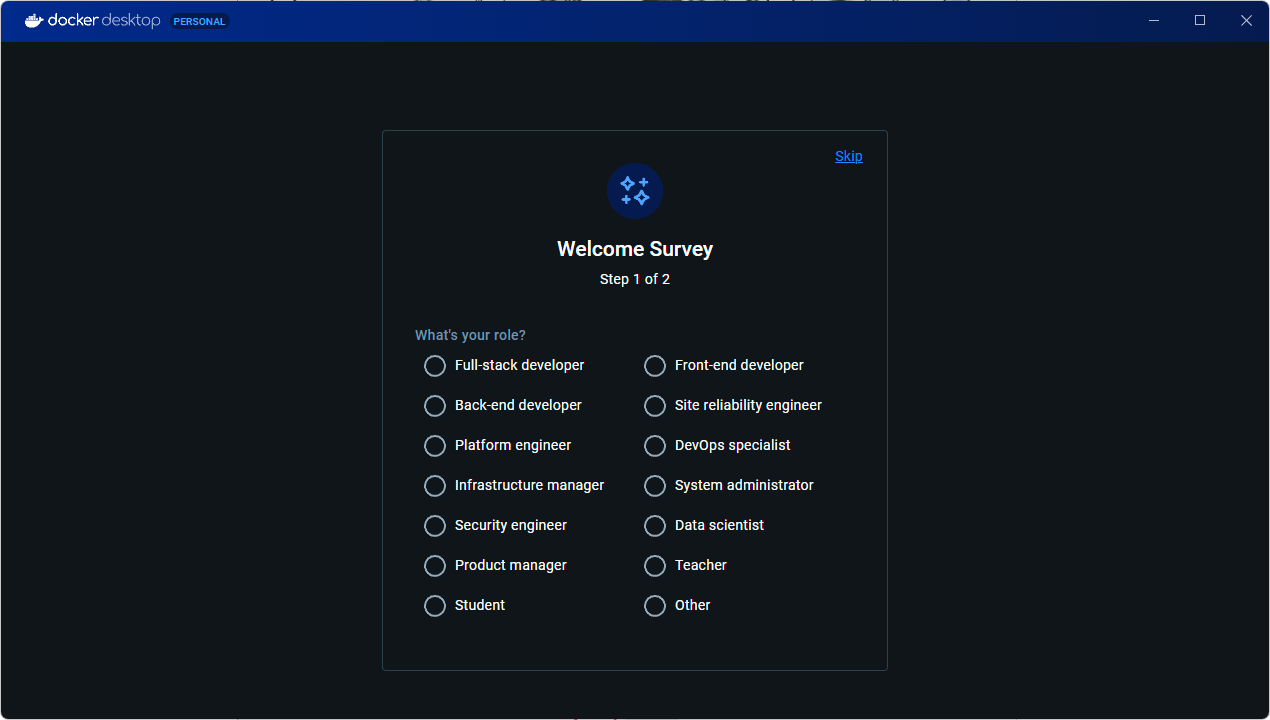 docker desktop PERSONAL
Skip
Welcome Survey
Step 1 of 2
What's your role?
Full-stack developer Front-end developer
Back-end developer Site reliability engineer
Platform engineer DevOps specialist
Infrastructure manager System administrator
Security engineer Data scientist
Product manager Teacher
Student Other